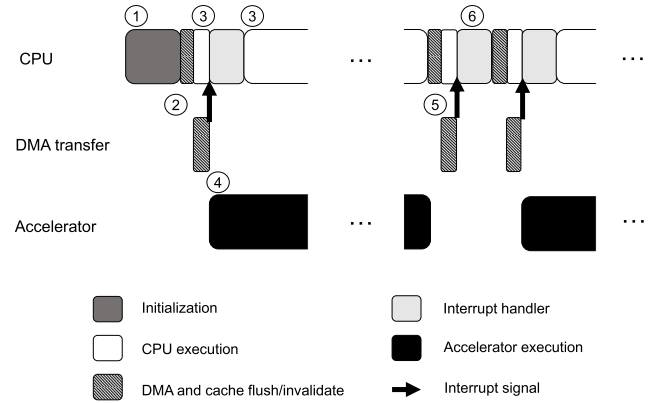 1 3 3 6
CPU ... ... ...
2 5
DMA transfer
4
Accelerator ... ... ...
Initialization Interrupt handler
CPU execution Accelerator execution
DMA and cache flush/invalidate Interrupt signal